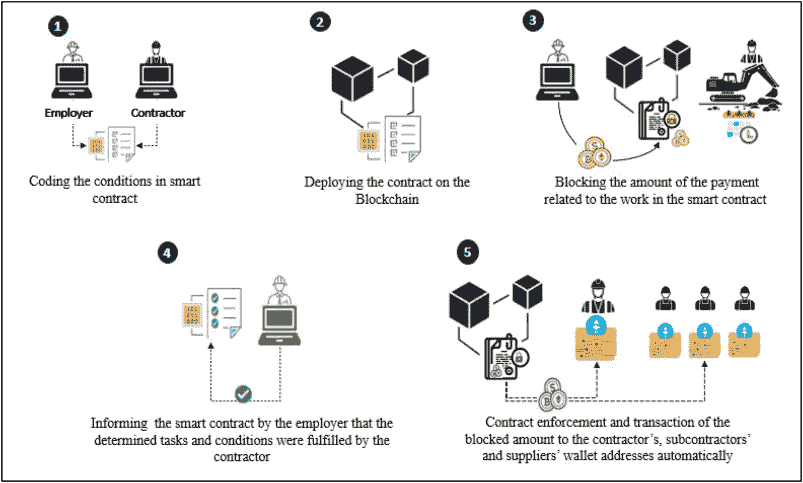 1
Employer
Contractor
Coding the conditions in smart
contract
2
Deploying the contract on the
Blockchain
3
Blocking the amount of the payment
related to the work in the smart contract
4
Informing the smart contract by the employer that the
determined tasks and conditions were fulfilled by the
contractor
5
Contract enforcement and transaction of the
blocked amount to the contractor’s, subcontractors’
and suppliers’ wallet addresses automatically